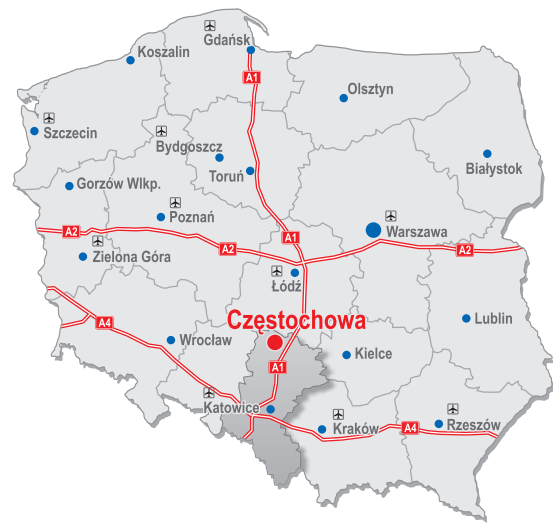 Gdańsk
Koszalin
A1
Olsztyn
Szczecin
Bydgoszcz
Białystok
Toruń
Gorzów Wlkp.
Poznań
A2
A1
Warszawa
A2
A2
Zielona Góra
Łódź
Częstochowa
Lublin
A4
Wrocław
Kielce
A1
Katowice
Kraków
A4
Rzeszów